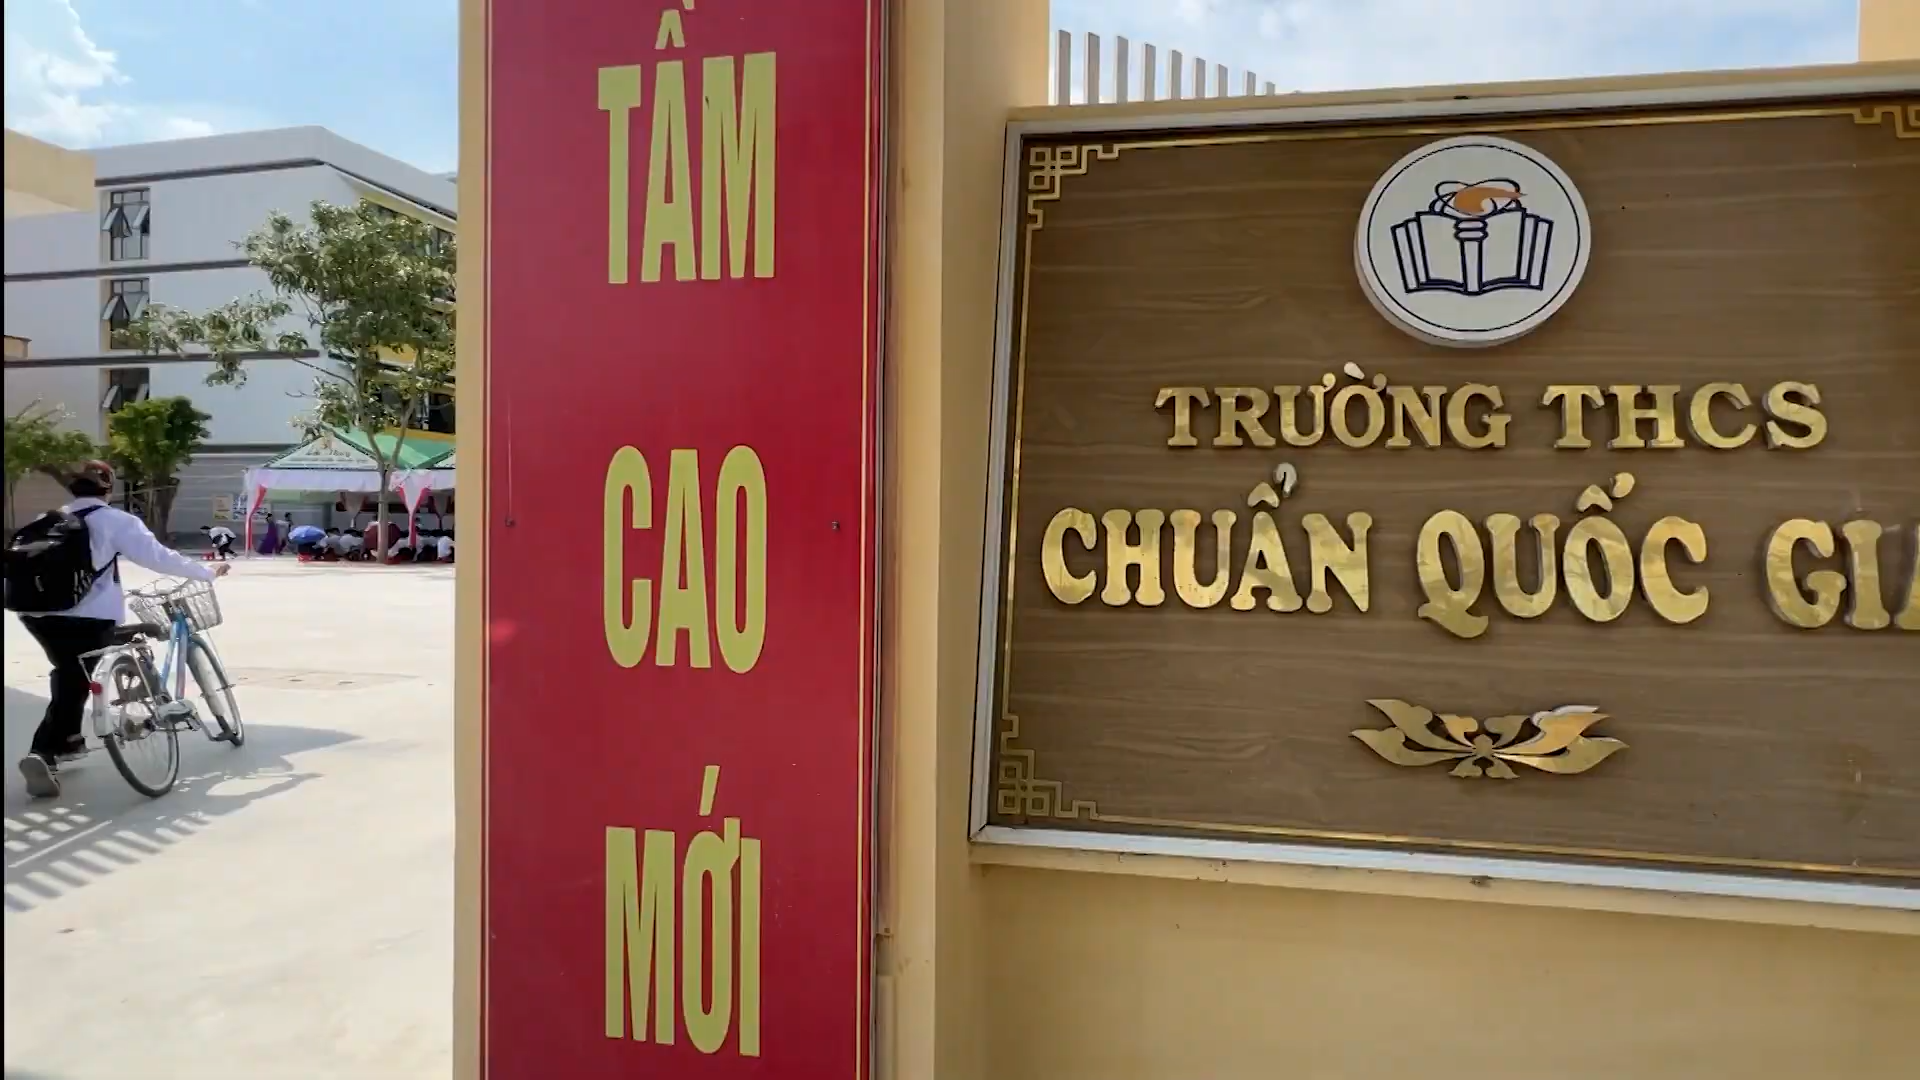 TẦM
CAO
MỚI
TRƯỜNG THCS
CHUẨN QUỐC GIA